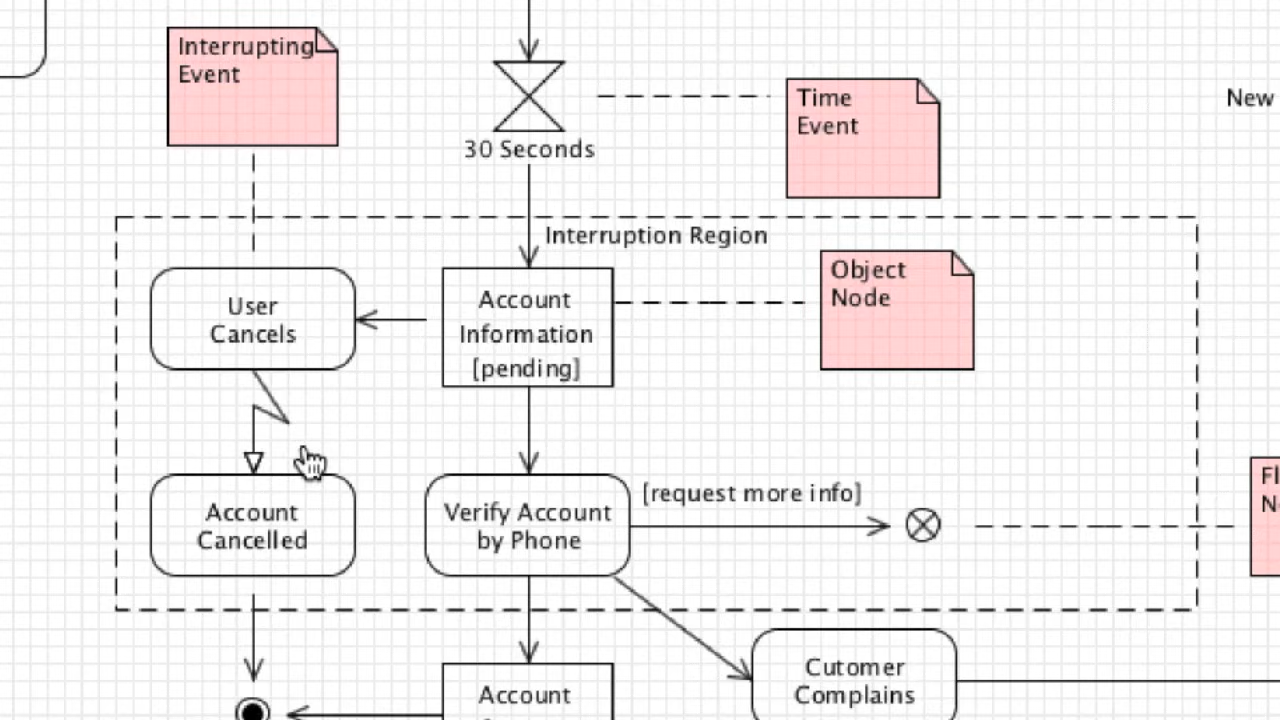 Interrupting
Event
Time
Event
New
30 Seconds
Interruption Region
Object
Node
User
Cancels
Account
Information
[pending]
[request more info]
Account
Cancelled
Verify Account
by Phone
Cutomer
Complains
Account